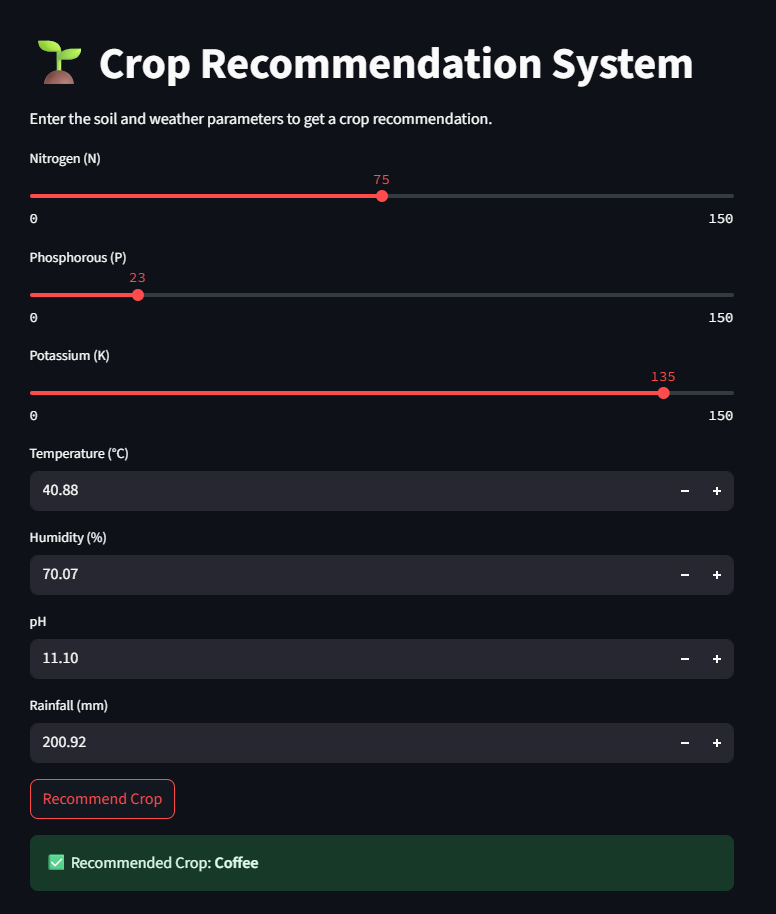 Crop Recommendation System
Enter the soil and weather parameters to get a crop recommendation.
Nitrogen (N)
75
0 150
Phosphorous (P)
23
0 150
Potassium (K)
135
0 150
Temperature (°C)
40.88 − +
Humidity (%)
70.07 − +
pH
11.10 − +
Rainfall (mm)
200.92 − +
Recommend Crop
✅ Recommended Crop: Coffee